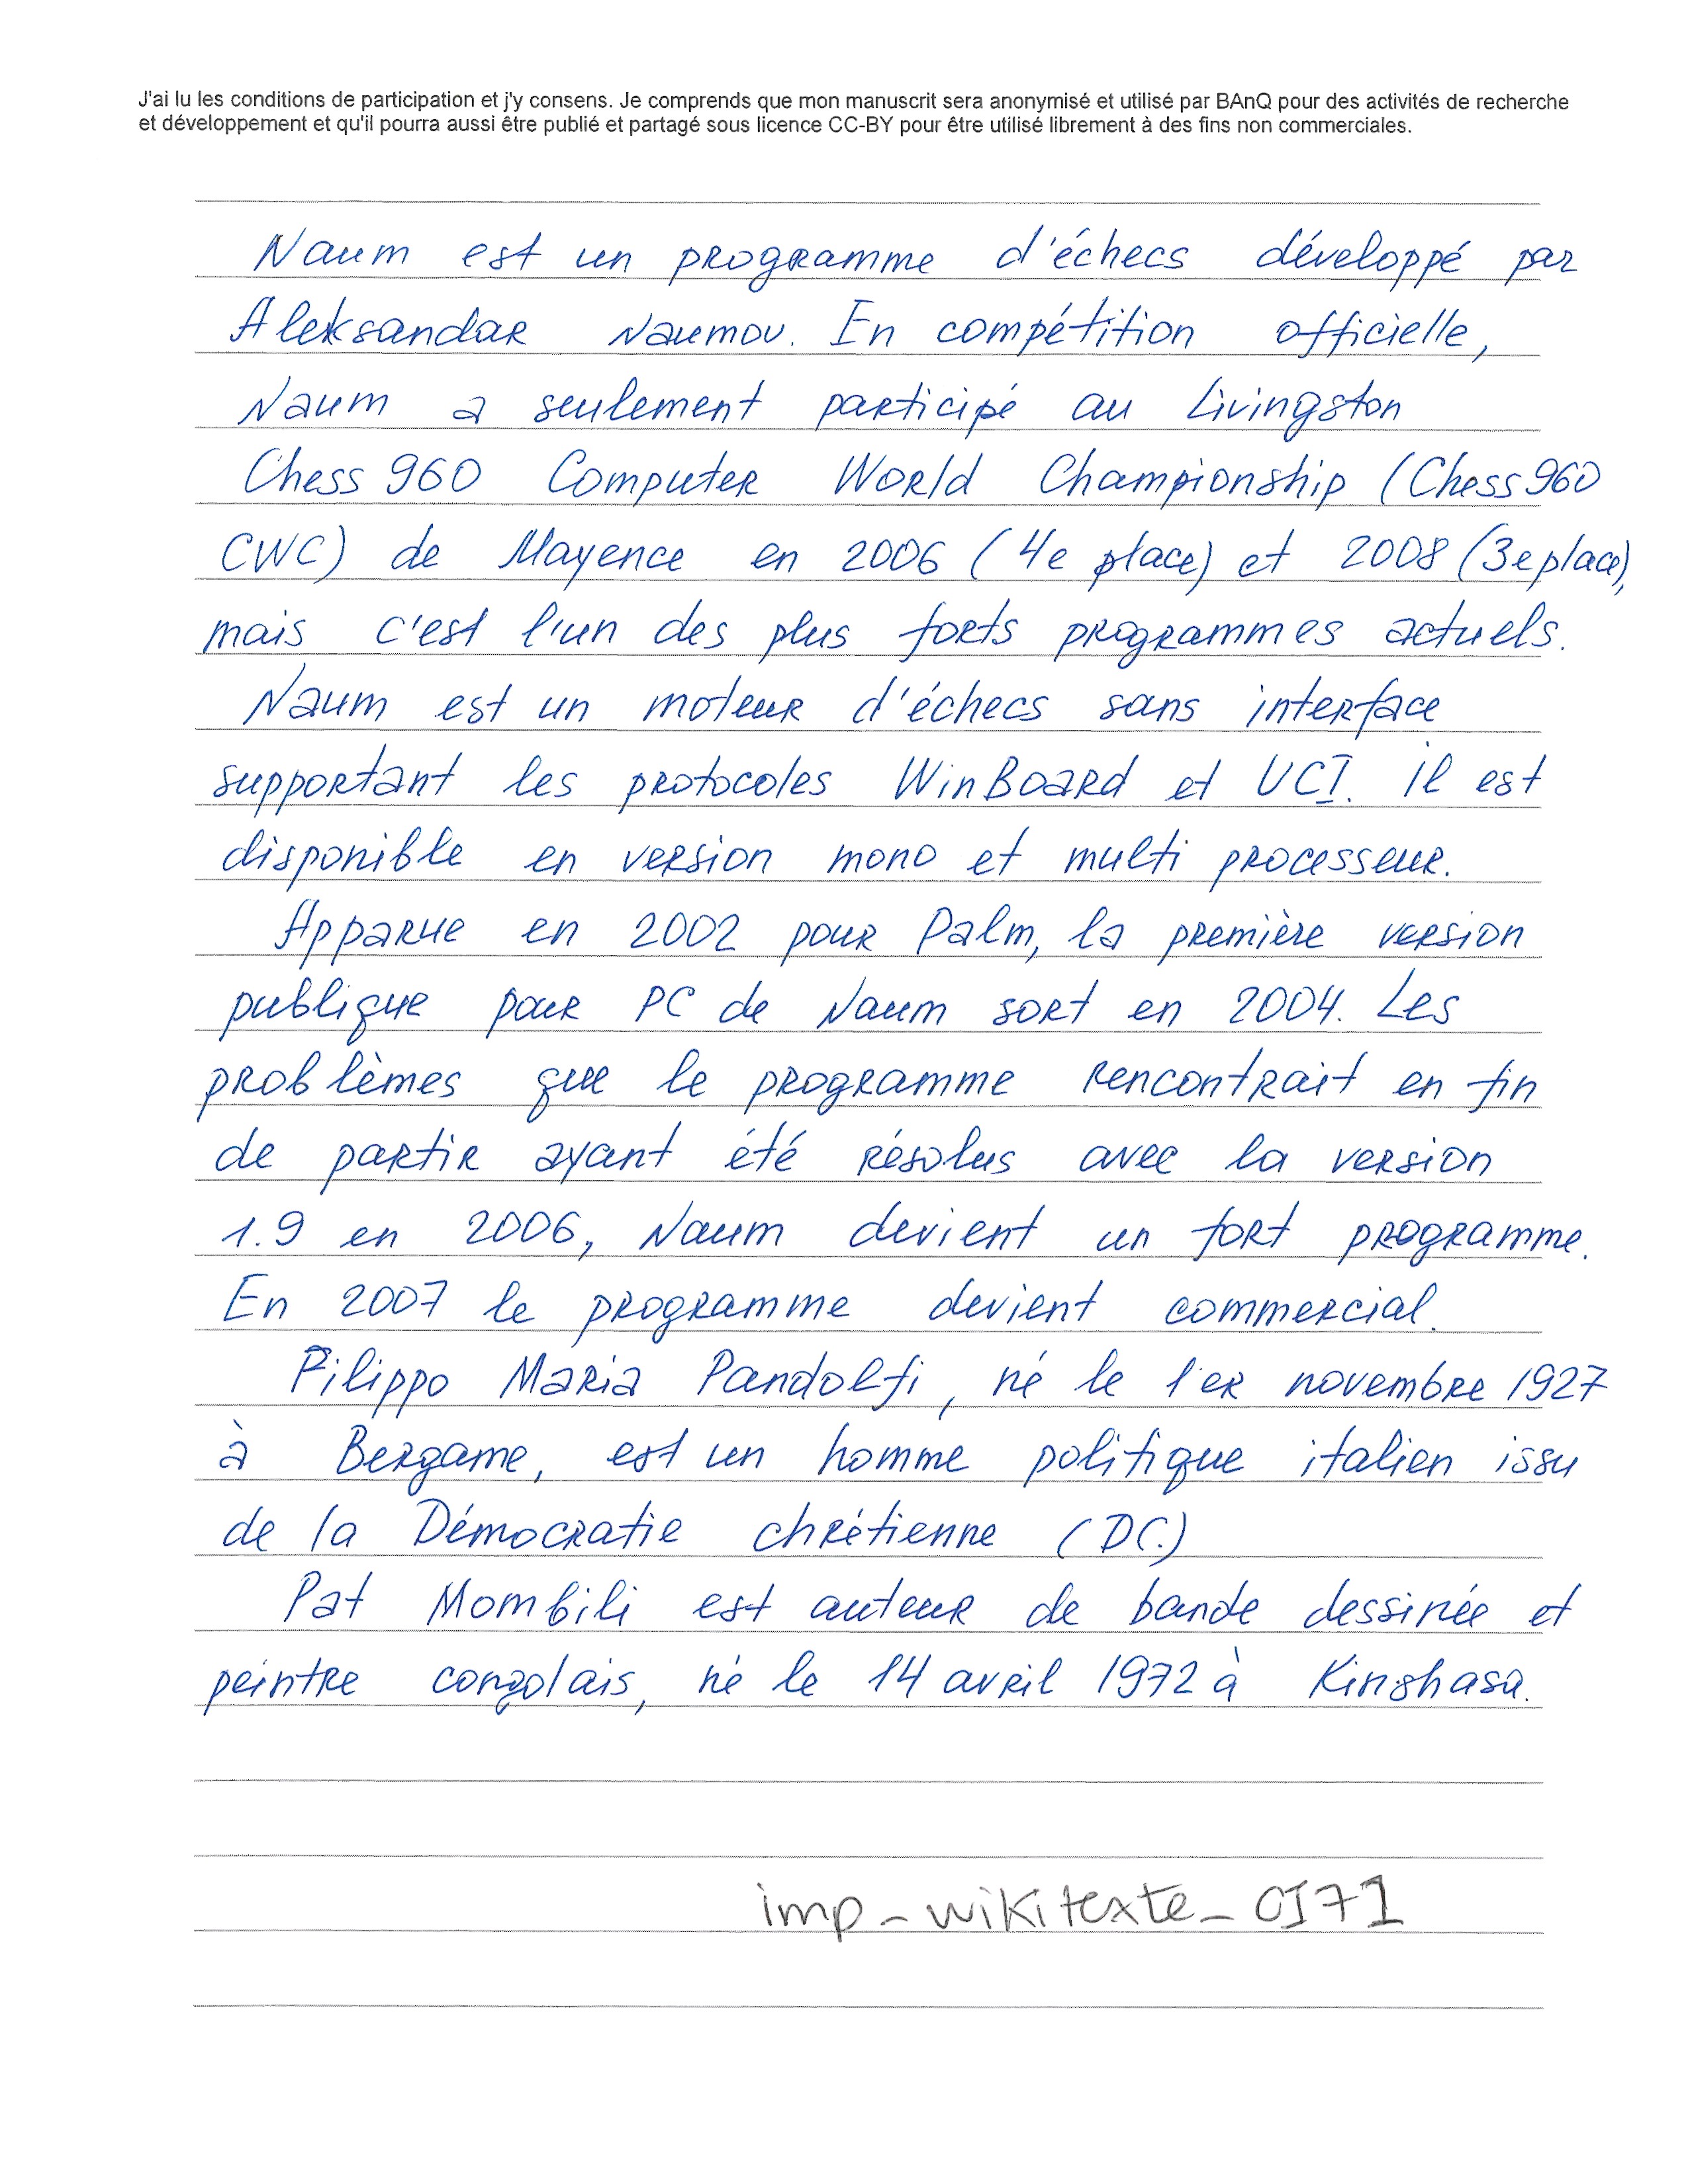 J'ai lu les conditions de participation et j'y consens. Je comprends que mon manuscrit sera anonymisé et utilisé par BAnQ pour des activités de recherche
et développement et qu'il pourra aussi être publié et partagé sous licence CC-BY pour être utilisé librement à des fins non commerciales.
Naum est un programme d'échecs développé par
Aleksandar Naumov. En compétition officielle,
Naum a seulement participé au Livingston
Chess 960 Computer World Championship (Chess 960
CWC) de Mayence en 2006 (4e place) et 2008 (3e place),
mais c'est l'un des plus forts programmes actuels.
Naum est un moteur d'échecs sans interface
supportant les protocoles WinBoard et UCI. il est
disponible en version mono et multi processeur.
Apparue en 2002 pour Palm, la première version
publique pour PC de Naum sort en 2004. Les
problèmes que le programme rencontrait en fin
de partir ayant été résolus avec la version
1.9 en 2006, Naum devient un fort programme.
En 2007 le programme devient commercial.
Filippo Maria Pandolfi, né le 1er novembre 1927
à Bergame, est un homme politique italien issu
de la Démocratie chrétienne (DC.)
Pat Mombili est auteur de bande dessinée et
peintre congolais, né le 14 avril 1972 à Kinshasa.
imp_wikitexte_0171